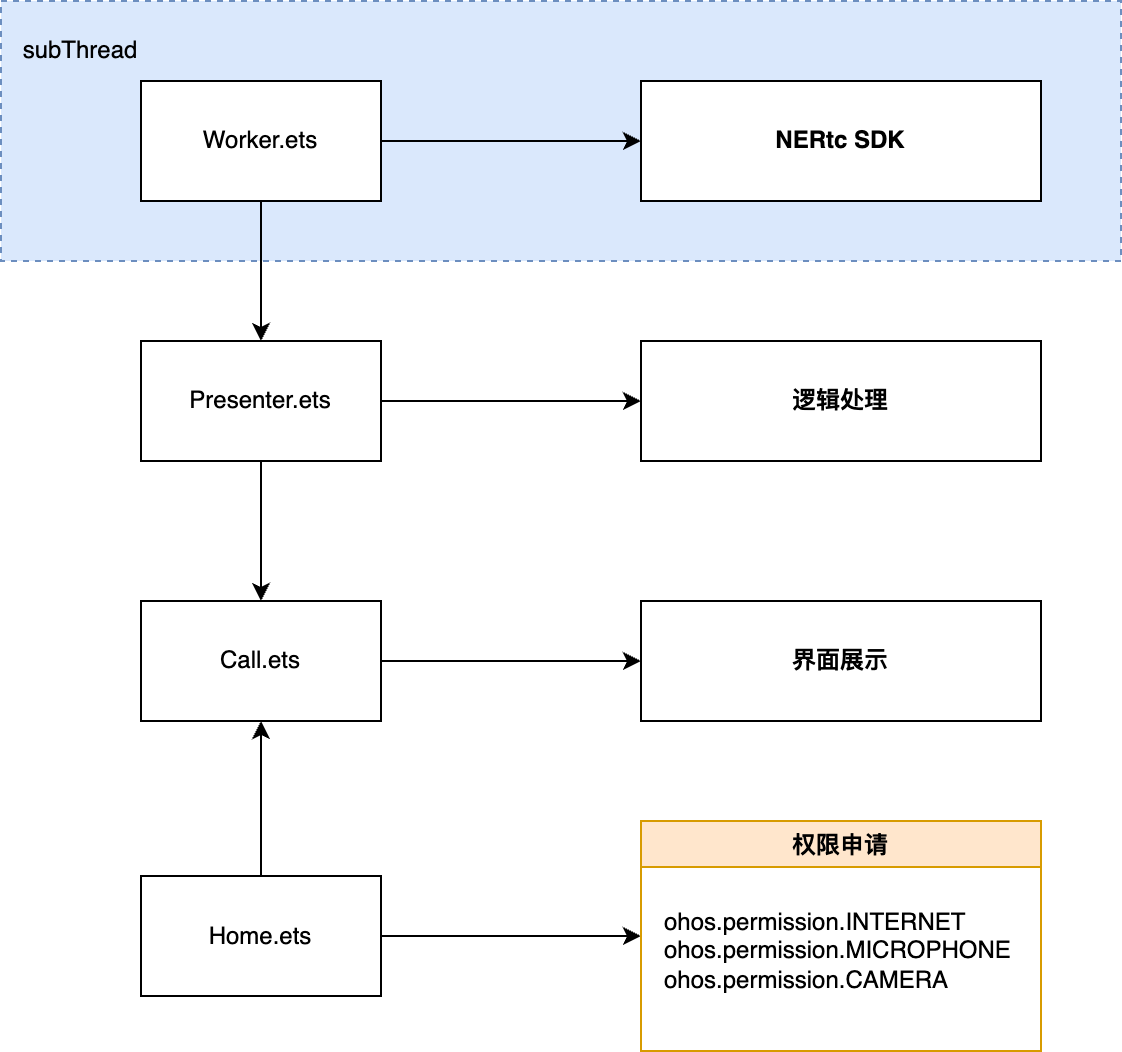 subThread
Worker.ets
NERtc SDK
Presenter.ets
逻辑处理
Call.ets
界面展示
权限申请
Home.ets
ohos.permission.INTERNET
ohos.permission.MICROPHONE
ohos.permission.CAMERA